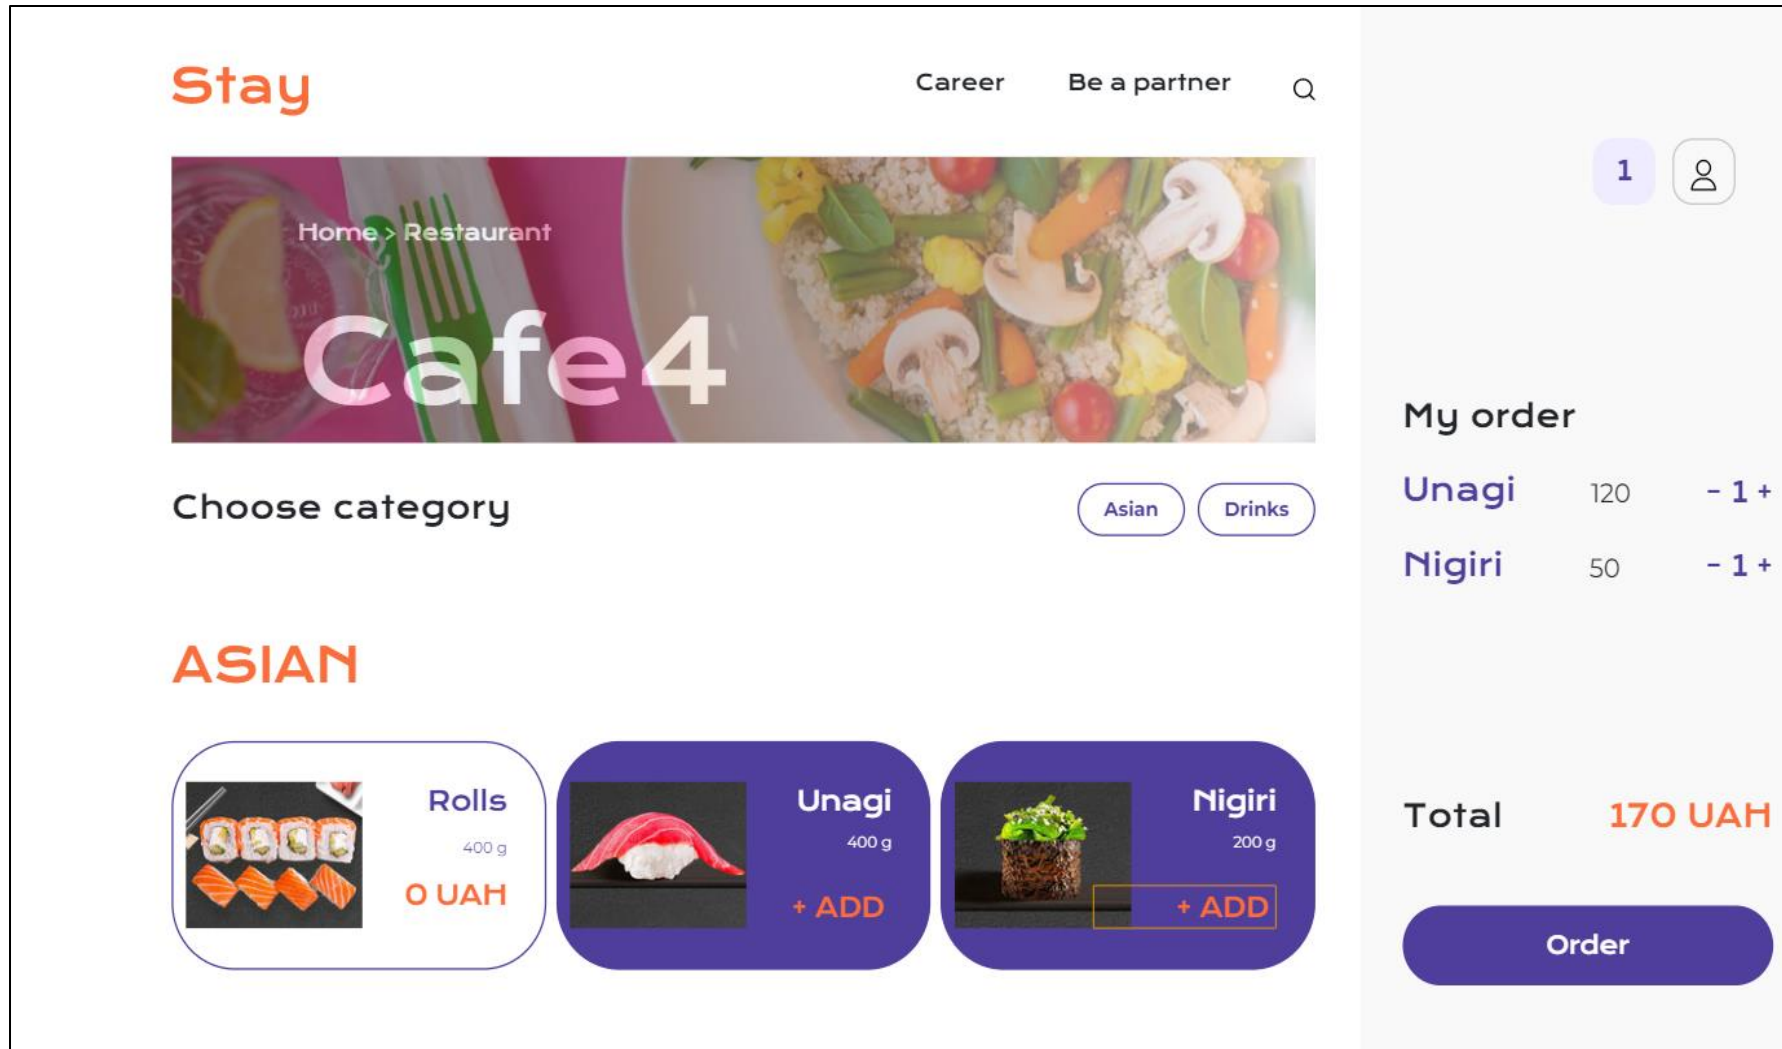 Stay
Career
Be a partner
1
Home > Restaurant
Cafe4
Choose category
Asian
Drinks
My order
Unagi 120 - 1 +
Nigiri 50 - 1 +
ASIAN
Rolls
400 g
0 UAH
Unagi
400 g
+ ADD
Nigiri
200 g
+ ADD
Total 170 UAH
Order